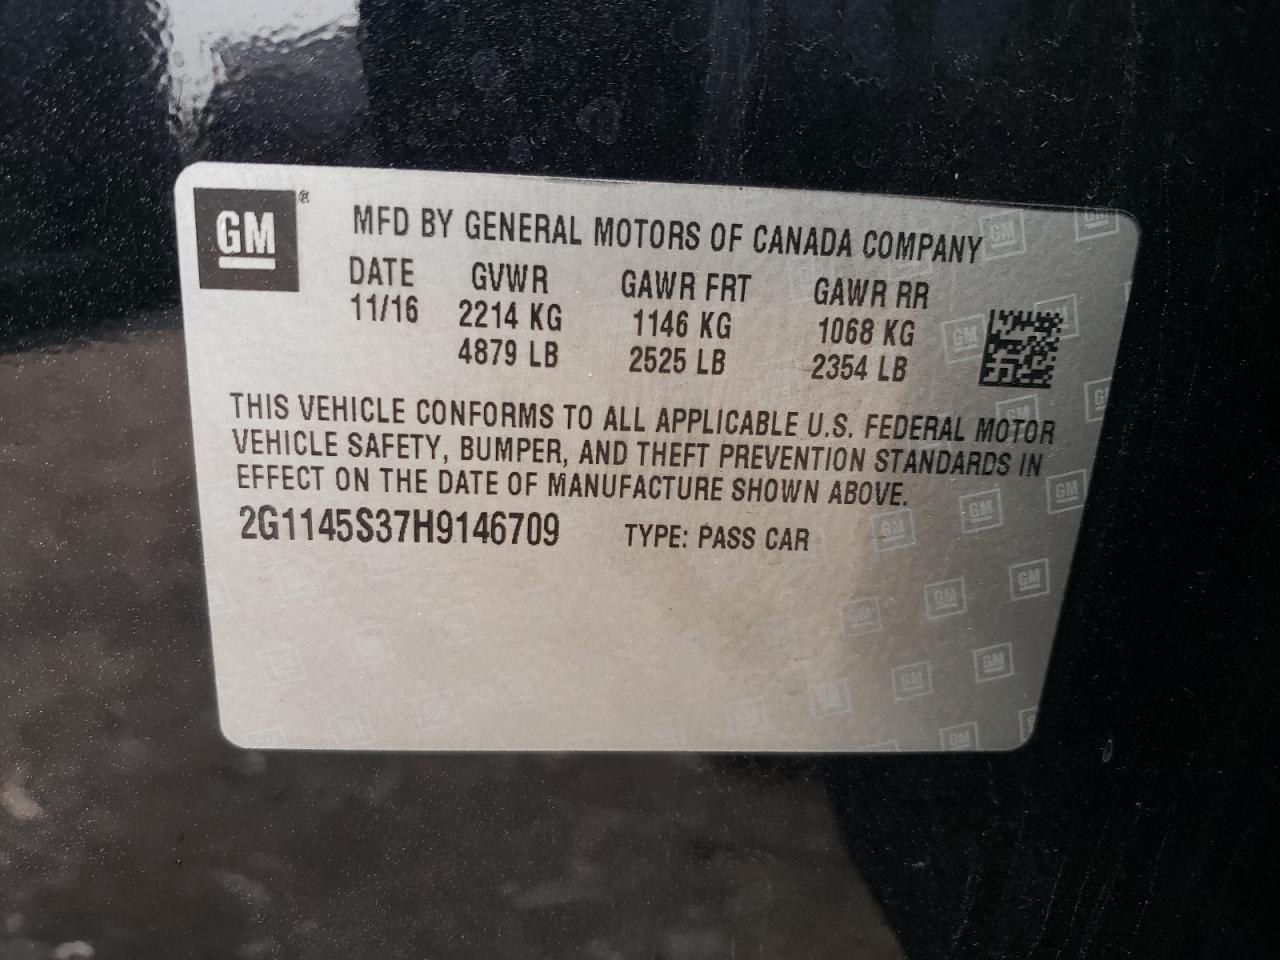 GM ® MFD BY GENERAL MOTORS OF CANADA COMPANY
DATE GVWR GAWR FRT GAWR RR
11/16 2214 KG 1146 KG 1068 KG
4879 LB 2525 LB 2354 LB
THIS VEHICLE CONFORMS TO ALL APPLICABLE U.S. FEDERAL MOTOR
VEHICLE SAFETY, BUMPER, AND THEFT PREVENTION STANDARDS IN
EFFECT ON THE DATE OF MANUFACTURE SHOWN ABOVE.
2G1145S37H9146709 TYPE: PASS CAR